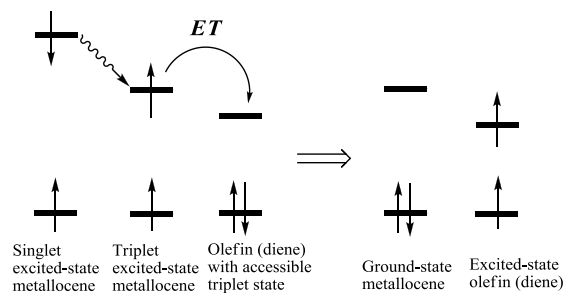 ET
Singlet
excited-state
metallocene
Triplet
excited-state
metallocene
Olefin (diene)
with accessible
triplet state
Ground-state
metallocene
Excited-state
olefin (diene)